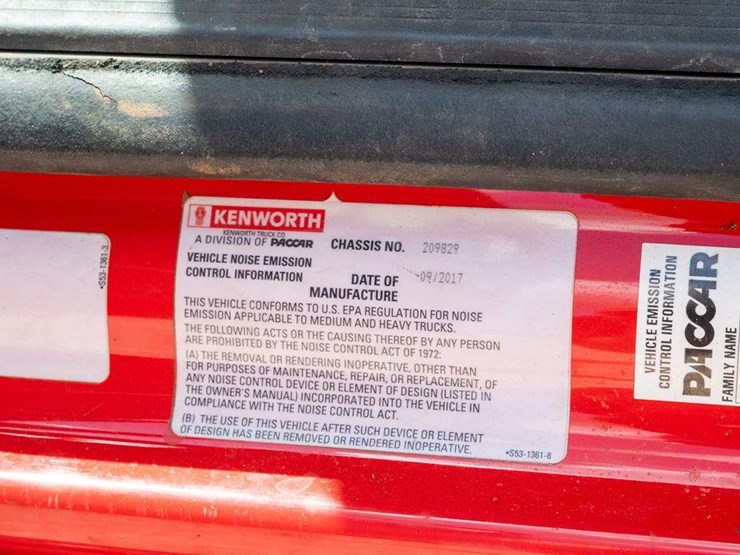 •S53-1361-3
KENWORTH
KENWORTH TRUCK CO.
A DIVISION OF PACCAR
CHASSIS NO. 209829
VEHICLE NOISE EMISSION
CONTROL INFORMATION
DATE OF 09/2017
MANUFACTURE
THIS VEHICLE CONFORMS TO U.S. EPA REGULATION FOR NOISE
EMISSION APPLICABLE TO MEDIUM AND HEAVY TRUCKS.
THE FOLLOWING ACTS OR THE CAUSING THEREOF BY ANY PERSON
ARE PROHIBITED BY THE NOISE CONTROL ACT OF 1972:
(A) THE REMOVAL OR RENDERING INOPERATIVE, OTHER THAN
FOR PURPOSES OF MAINTENANCE, REPAIR, OR REPLACEMENT, OF
ANY NOISE CONTROL DEVICE OR ELEMENT OF DESIGN (LISTED IN
THE OWNER'S MANUAL) INCORPORATED INTO THE VEHICLE IN
COMPLIANCE WITH THE NOISE CONTROL ACT.
(B) THE USE OF THIS VEHICLE AFTER SUCH DEVICE OR ELEMENT
OF DESIGN HAS BEEN REMOVED OR RENDERED INOPERATIVE.
•S53-1361-8
VEHICLE EMISSION
CONTROL INFORMATION
PACCAR
FAMILY NAME